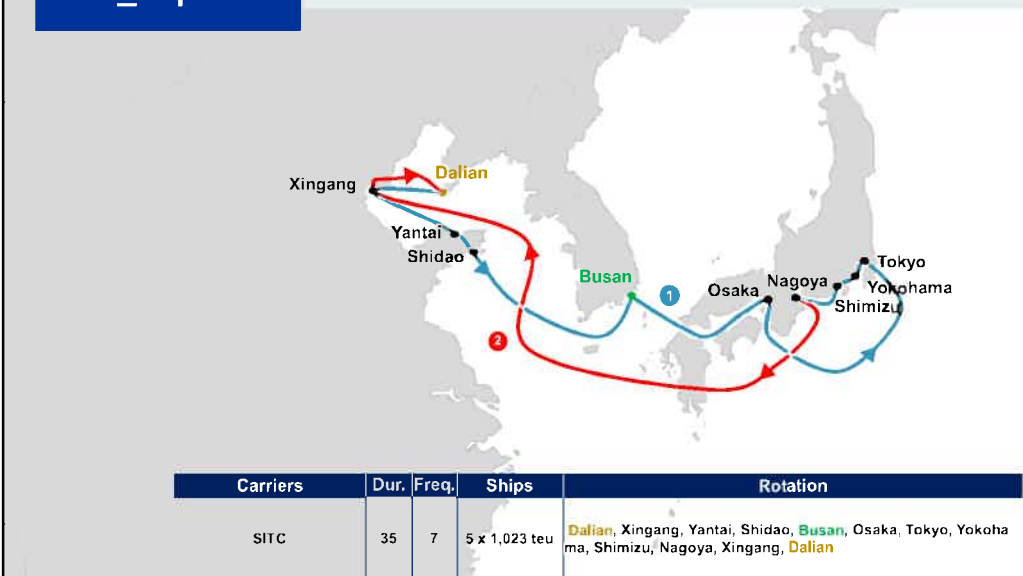 Dalian
Xingang
Yantai
Shidao
Busan
1
Osaka
Nagoya
Tokyo
Yokohama
Shimizu
2
Carriers Dur. Freq. Ships Rotation
SITC 35 7 5 x 1,023 teu Dalian, Xingang, Yantai, Shidao, Busan, Osaka, Tokyo, Yokoha
ma, Shimizu, Nagoya, Xingang, Dalian